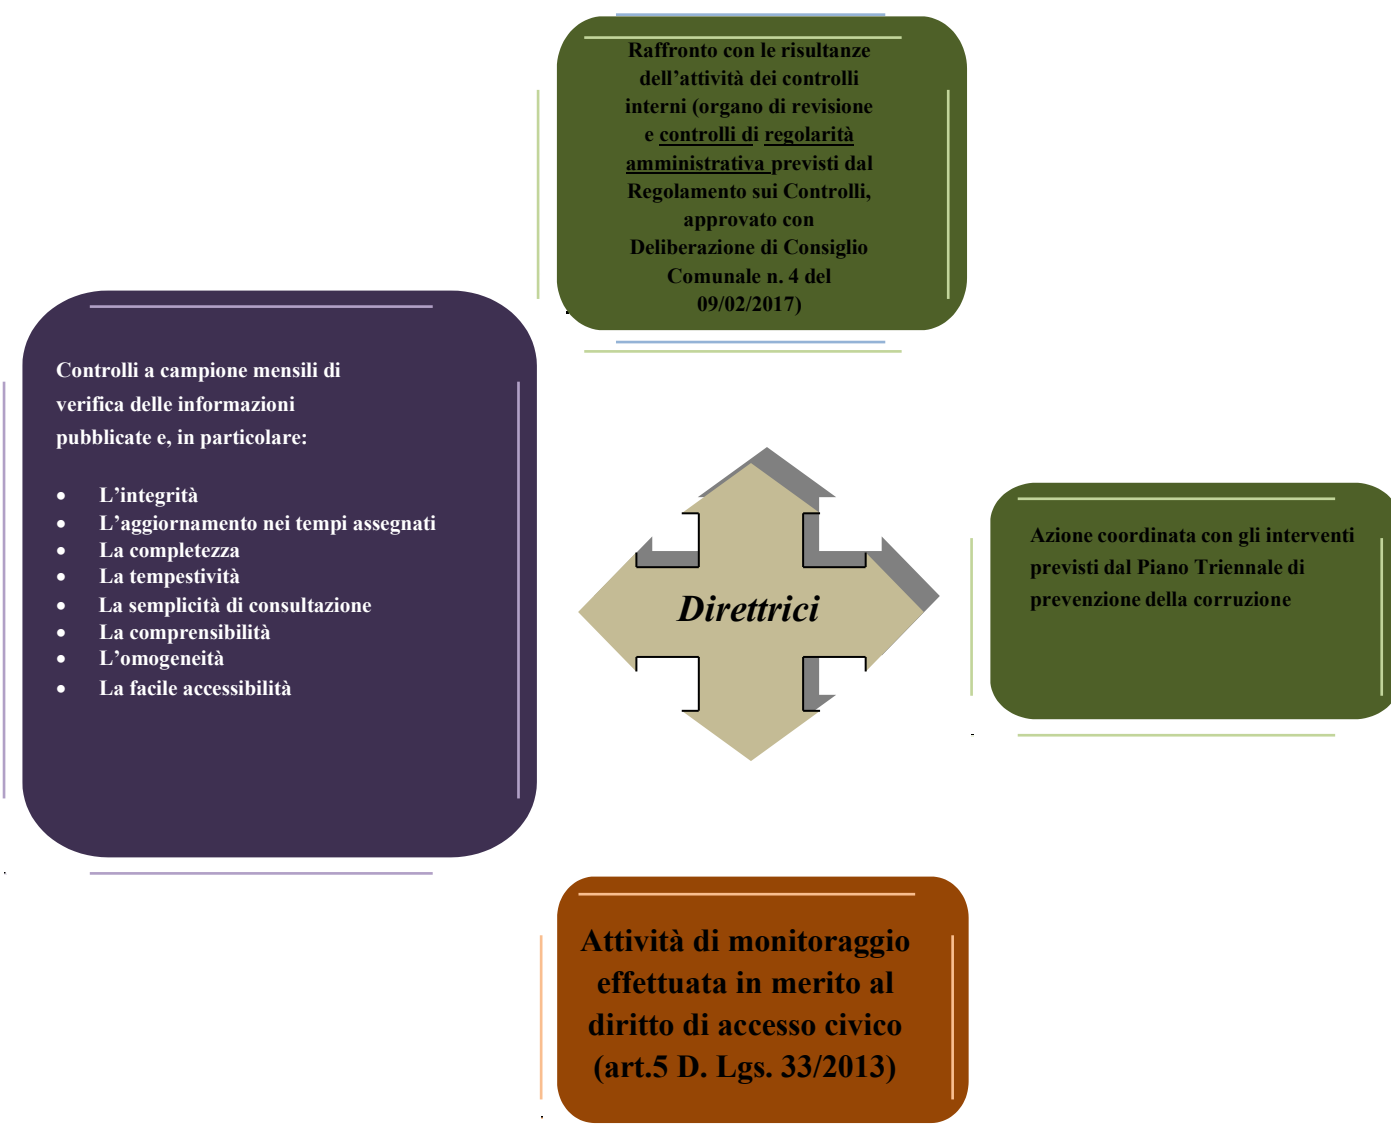 Raffronto con le risultanze
dell’attività dei controlli
interni (organo di revisione
e controlli di regolarità
amministrativa previsti dal
Regolamento sui Controlli,
approvato con
Deliberazione di Consiglio
Comunale n. 4 del
09/02/2017)
Controlli a campione mensili di
verifica delle informazioni
pubblicate e, in particolare:
• L’integrità
• L’aggiornamento nei tempi assegnati
• La completezza
• La tempestività
• La semplicità di consultazione
• La comprensibilità
• L’omogeneità
• La facile accessibilità
Direttrici
Azione coordinata con gli interventi
previsti dal Piano Triennale di
prevenzione della corruzione
Attività di monitoraggio
effettuata in merito al
diritto di accesso civico
(art.5 D. Lgs. 33/2013)